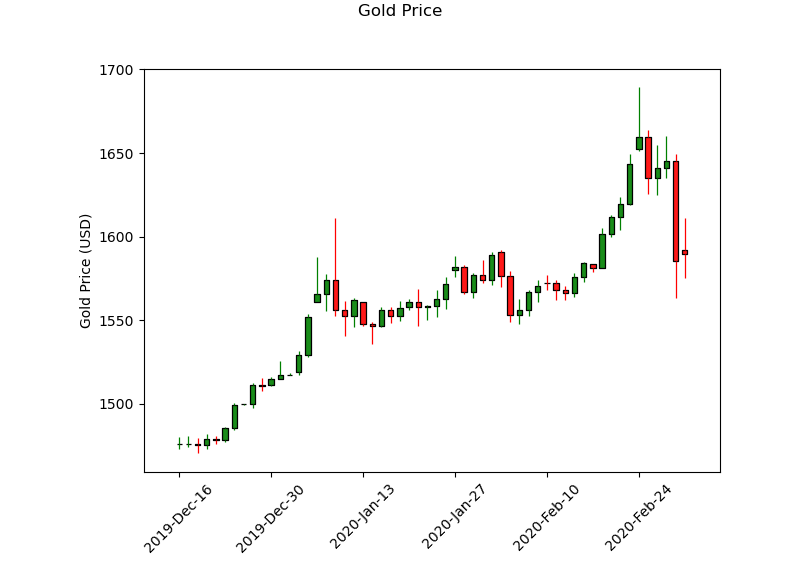 Gold Price
1700
1650
1600
1550
1500
Gold Price (USD)
2019-Dec-16
2019-Dec-30
2020-Jan-13
2020-Jan-27
2020-Feb-10
2020-Feb-24